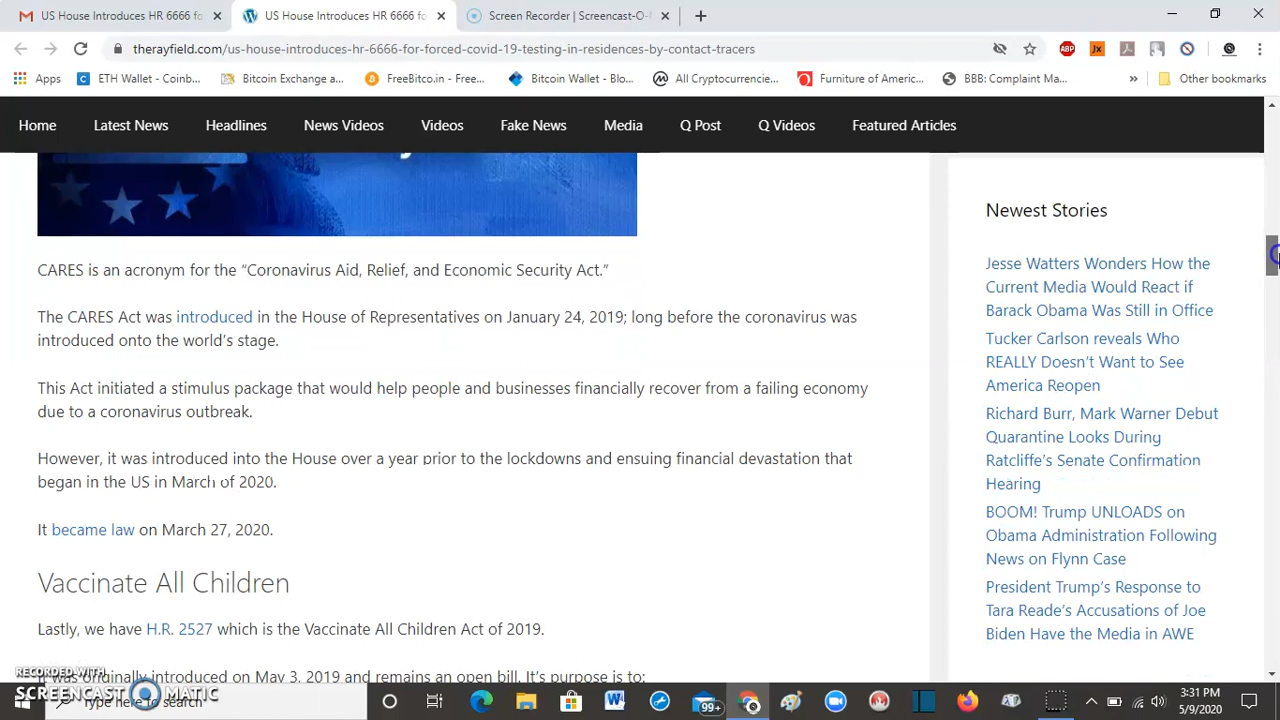 US House Introduces HR 6666 fo
US House Introduces HR 6666 fo
Screen Recorder | Screencast-O-M
therayfield.com/us-house-introduces-hr-6666-for-forced-covid-19-testing-in-residences-by-contact-tracers
ABP
Apps
ETH Wallet - Coinb...
Bitcoin Exchange a...
FreeBitco.in - Free...
Bitcoin Wallet - Blo...
All Cryptocurrencie...
Furniture of Americ...
BBB: Complaint Ma...
»
Other bookmarks
Home
Latest News
Headlines
News Videos
Videos
Fake News
Media
Q Post
Q Videos
Featured Articles
CARES is an acronym for the “Coronavirus Aid, Relief, and Economic Security Act.”
The CARES Act was introduced in the House of Representatives on January 24, 2019; long before the coronavirus was
introduced onto the world’s stage.
This Act initiated a stimulus package that would help people and businesses financially recover from a failing economy
due to a coronavirus outbreak.
However, it was introduced into the House over a year prior to the lockdowns and ensuing financial devastation that
began in the US in March of 2020.
It became law on March 27, 2020.
Vaccinate All Children
Lastly, we have H.R. 2527 which is the Vaccinate All Children Act of 2019.
was originally introduced on May 3, 2019 and remains an open bill. It’s purpose is to:
Newest Stories
Jesse Watters Wonders How the
Current Media Would React if
Barack Obama Was Still in Office
Tucker Carlson reveals Who
REALLY Doesn’t Want to See
America Reopen
Richard Burr, Mark Warner Debut
Quarantine Looks During
Ratcliffe’s Senate Confirmation
Hearing
BOOM! Trump UNLOADS on
Obama Administration Following
News on Flynn Case
President Trump’s Response to
Tara Reade’s Accusations of Joe
Biden Have the Media in AWE
RECORDED WITH
SCREENCAST MATIC
Type here to search
99+
3:31 PM
5/9/2020